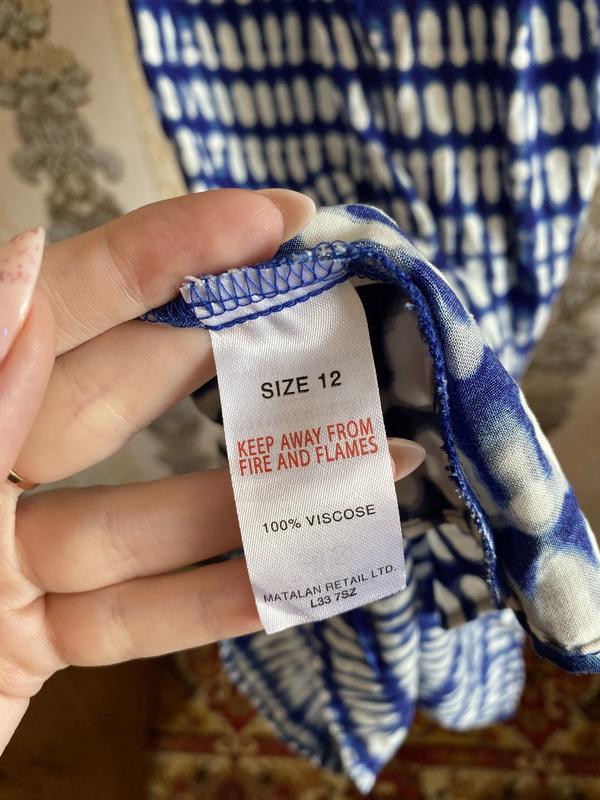 SIZE 12
KEEP AWAY FROM
FIRE AND FLAMES
100% VISCOSE
MATALAN RETAIL LTD.
L33 7SZ